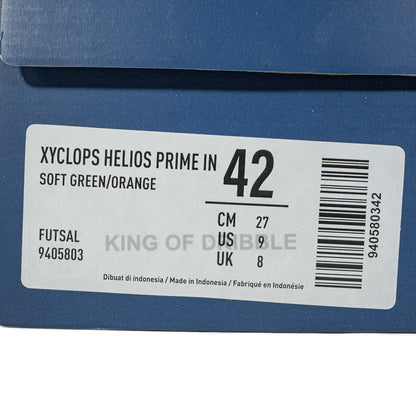 XYCLOPS HELIOS PRIME IN 42
SOFT GREEN/ORANGE
CM 27
US 9
UK 8
FUTSAL
9405803
KING OF DRIBBLE
Dibuat di indonesia / Made in Indonesia / Fabriqué en Indonésie
940580342